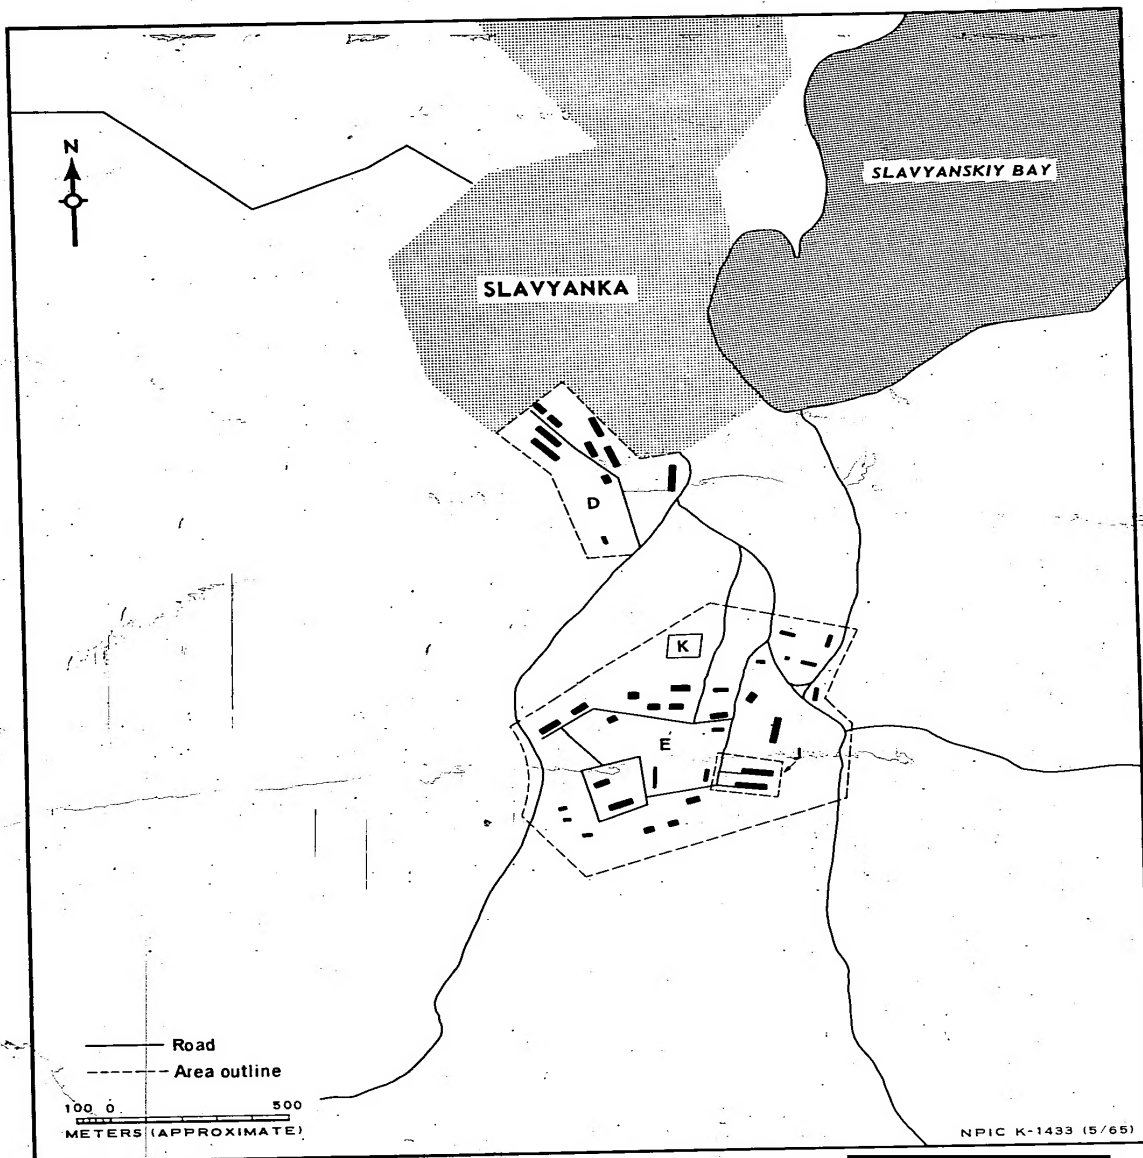 N
SLAVYANSKIY BAY
SLAVYANKA
D
K
E
I
Road
Area outline
100 0 500
METERS (APPROXIMATE)
NPIC K-1433 (5/65)